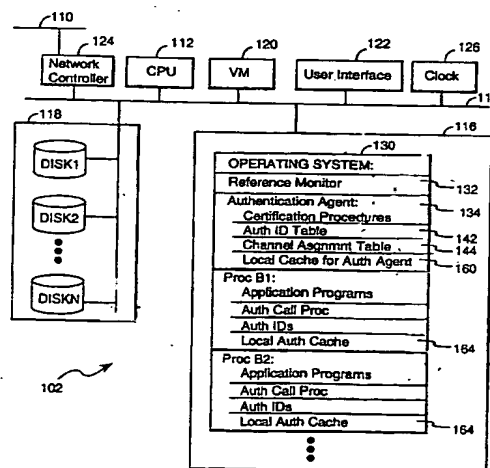 110
124
112
120
122
126
Network
Controller
CPU
VM
User Interface
Clock
11
118
116
DISK1
DISK2
DISKN
130
OPERATING SYSTEM:
Reference Monitor
132
Authentication Agent:
134
Certification Procedures
Auth ID Table
142
Channel Asgnmnt Table
144
Local Cache for Auth Agent
160
Proc B1:
Application Programs
Auth Call Proc
Auth IDs
Local Auth Cache
164
Proc B2:
Application Programs
Auth Call Proc
Auth IDs
Local Auth Cache
164
102